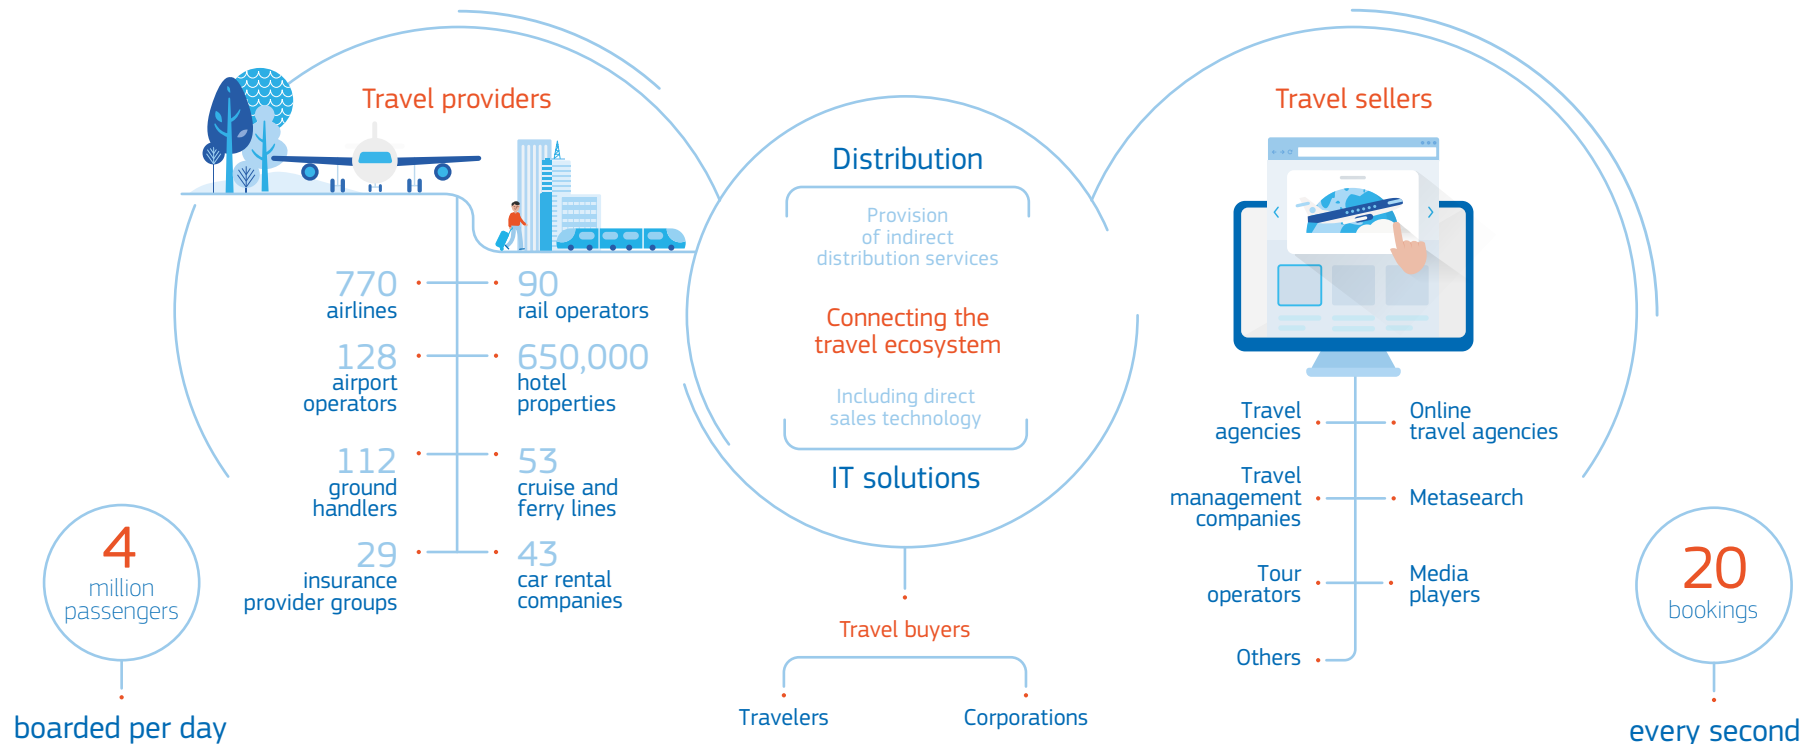 Travel providers
770
airlines
90
rail operators
128
airport
operators
650,000
hotel
properties
112
ground
handlers
53
cruise and
ferry lines
29
insurance
provider groups
43
car rental
companies
4
million
passengers
boarded per day
Distribution
Provision
of indirect
distribution services
Connecting the
travel ecosystem
Including direct
sales technology
IT solutions
Travel buyers
Travelers
Corporations
Travel sellers
Travel
agencies
Online
travel agencies
Travel
management
companies
Metasearch
Tour
operators
Media
players
Others
20
bookings
every second